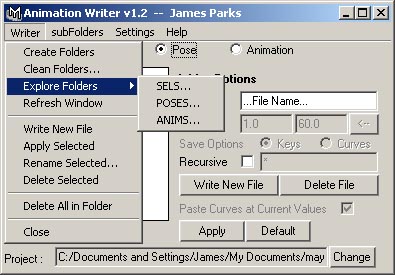 Animation Writer v1.2 -- James Parks
Writer subFolders Settings Help
Create Folders
Clean Folders...
Explore Folders
Refresh Window
Write New File
Apply Selected
Rename Selected...
Delete Selected
Delete All in Folder
Close
SELS...
POSES...
ANIMS...
Pose Animation
Options
...File Name...
1.0 60.0 <--
Save Options Keys Curves
Recursive *
Write New File Delete File
Paste Curves at Current Values
Apply Default
Project : C:/Documents and Settings/James/My Documents/may Change